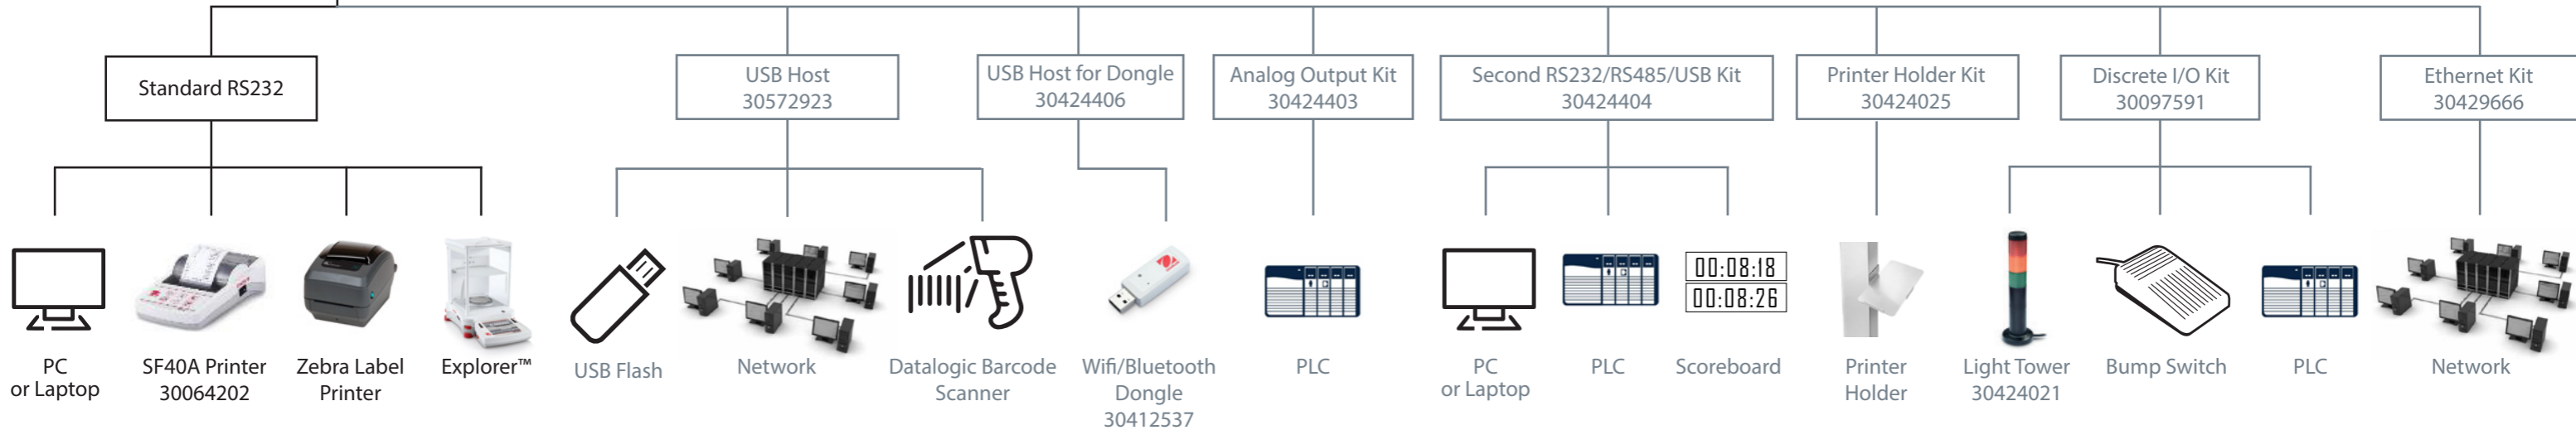 Standard RS232
USB Host
30572923
USB Host for Dongle
30424406
Analog Output Kit
30424403
Second RS232/RS485/USB Kit
30424404
Printer Holder Kit
30424025
Discrete I/O Kit
30097591
Ethernet Kit
30429666
00:08:18
00:08:26
PC
or Laptop
SF40A Printer
30064202
Zebra Label
Printer
Explorer™
USB Flash
Network
Datalogic Barcode
Scanner
Wifi/Bluetooth
Dongle
30412537
PLC
PC
or Laptop
PLC
Scoreboard
Printer
Holder
Light Tower
30424021
Bump Switch
PLC
Network